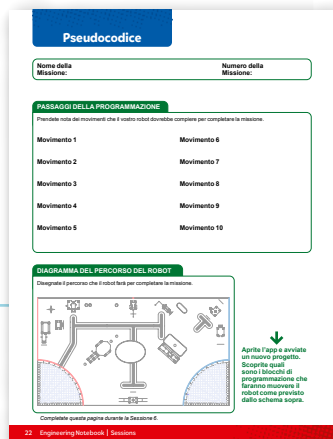 Pseudocodice
Nome della
Missione:
Numero della
Missione:
PASSAGGI DELLA PROGRAMMAZIONE
Prendete nota dei movimenti che il vostro robot dovrebbe compiere per completare la missione.
Movimento 1
Movimento 2
Movimento 3
Movimento 4
Movimento 5
Movimento 6
Movimento 7
Movimento 8
Movimento 9
Movimento 10
DIAGRAMMA DEL PERCORSO DEL ROBOT
Disegnate il percorso che il robot farà per completare la missione.
Aprite l'app e avviate
un nuovo progetto.
Scoprite quali
sono i blocchi di
programmazione che
faranno muovere il
robot come previsto
dallo schema sopra.
Completate questa pagina durante la Sessione 6.
22 Engineering Notebook | Sessions